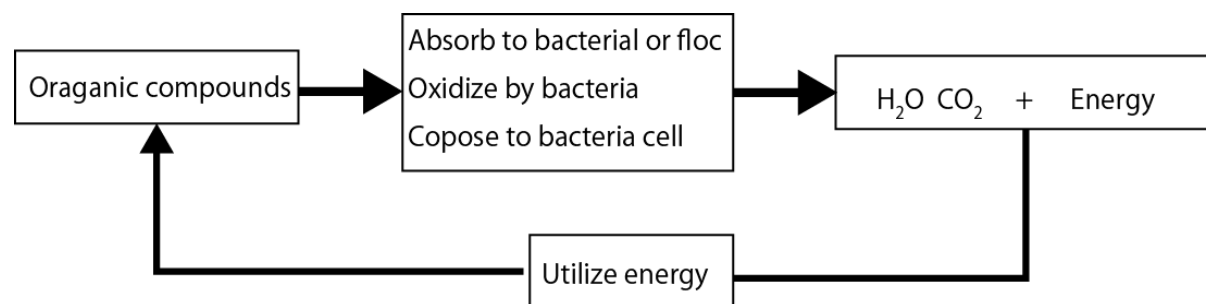 Oraganic compounds
Absorb to bacterial or floc
Oxidize by bacteria
Copose to bacteria cell
H₂O CO₂ + Energy
Utilize energy